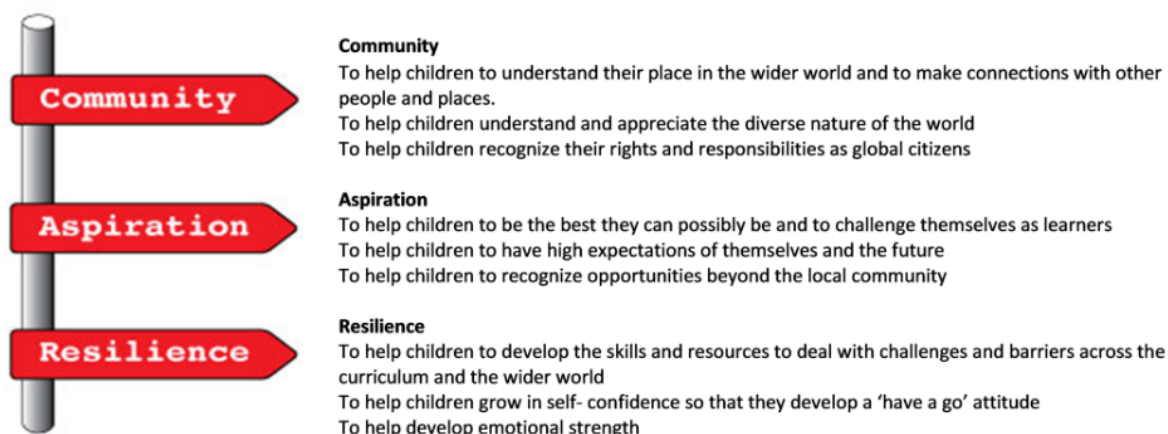 Community
Community
To help children to understand their place in the wider world and to make connections with other
people and places.
To help children understand and appreciate the diverse nature of the world
To help children recognize their rights and responsibilities as global citizens
Aspiration
Aspiration
To help children to be the best they can possibly be and to challenge themselves as learners
To help children to have high expectations of themselves and the future
To help children to recognize opportunities beyond the local community
Resilience
Resilience
To help children to develop the skills and resources to deal with challenges and barriers across the
curriculum and the wider world
To help children grow in self- confidence so that they develop a ‘have a go’ attitude
To help develop emotional strength